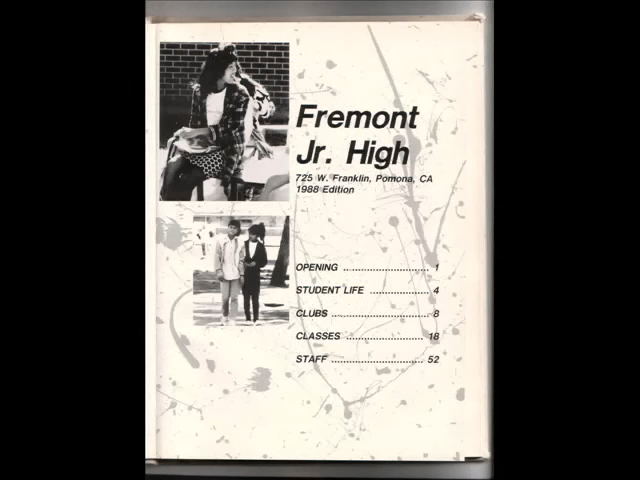 Fremont
Jr. High
725 W. Franklin, Pomona, CA
1988 Edition
OPENING ........................ 1
STUDENT LIFE ................ 4
CLUBS ........................... 8
CLASSES ..................... 18
STAFF ......................... 52